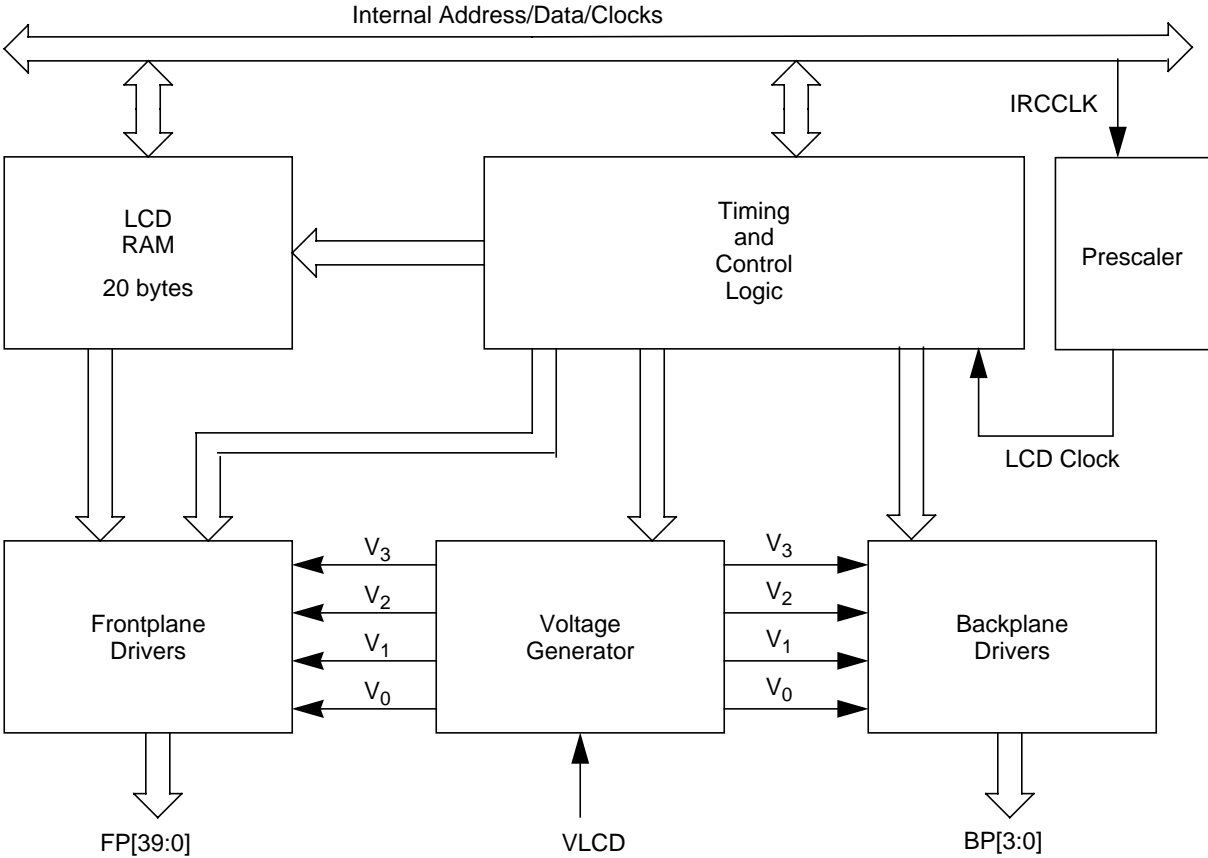 Internal Address/Data/Clocks
IRCCLK
LCD
RAM
20 bytes
Timing
and
Control
Logic
Prescaler
LCD Clock
Frontplane
Drivers
V3
V2
V1
V0
Voltage
Generator
V3
V2
V1
V0
Backplane
Drivers
FP[39:0]
VLCD
BP[3:0]